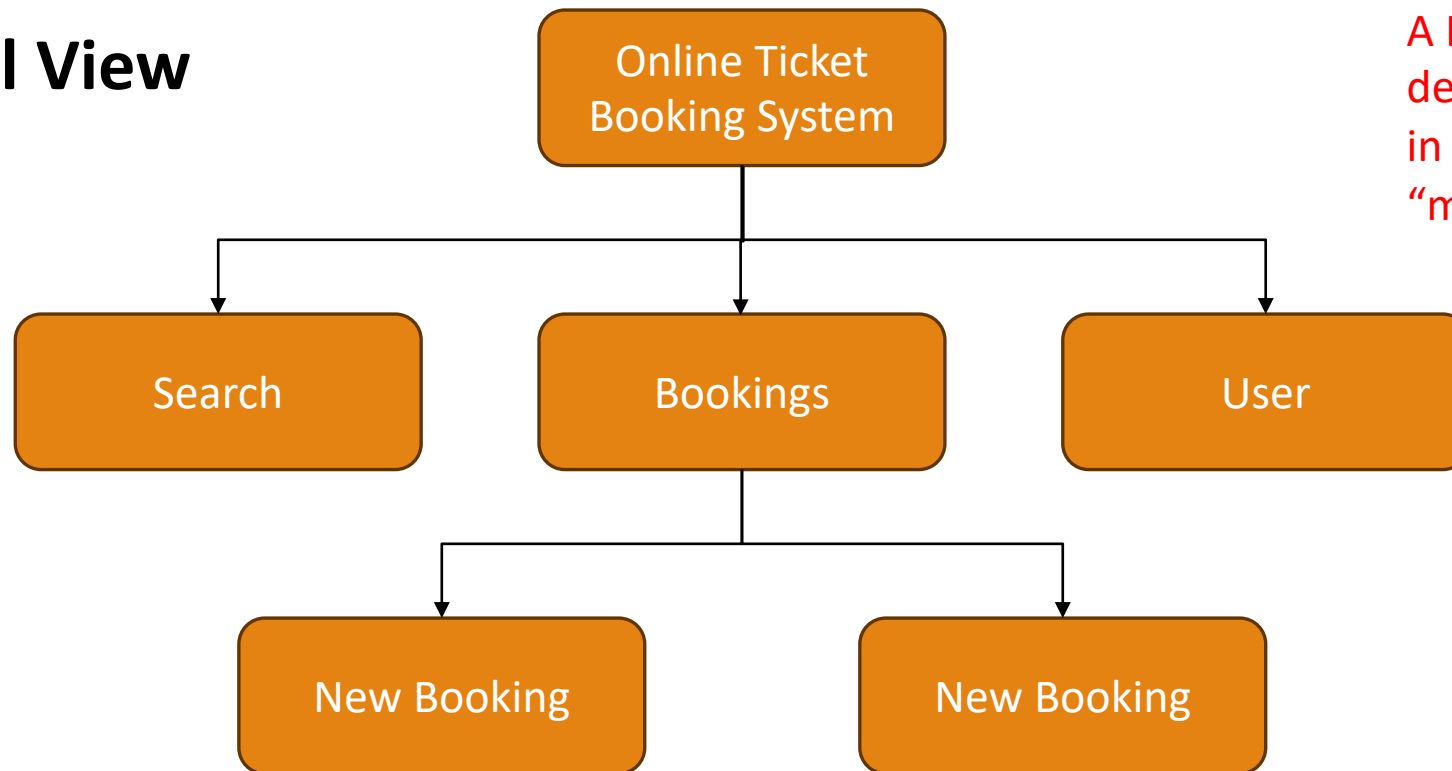 l View
Online Ticket
Booking System
A
de
in
“m
Search
Bookings
User
New Booking
New Booking